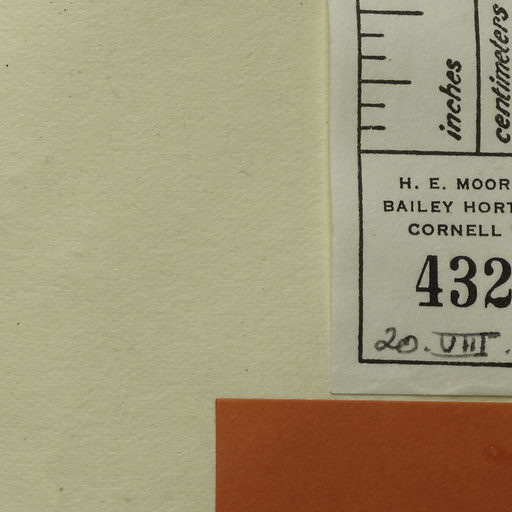 inches
centimeters
H. E. MOOR
BAILEY HORT
CORNELL
432
20. VIII.